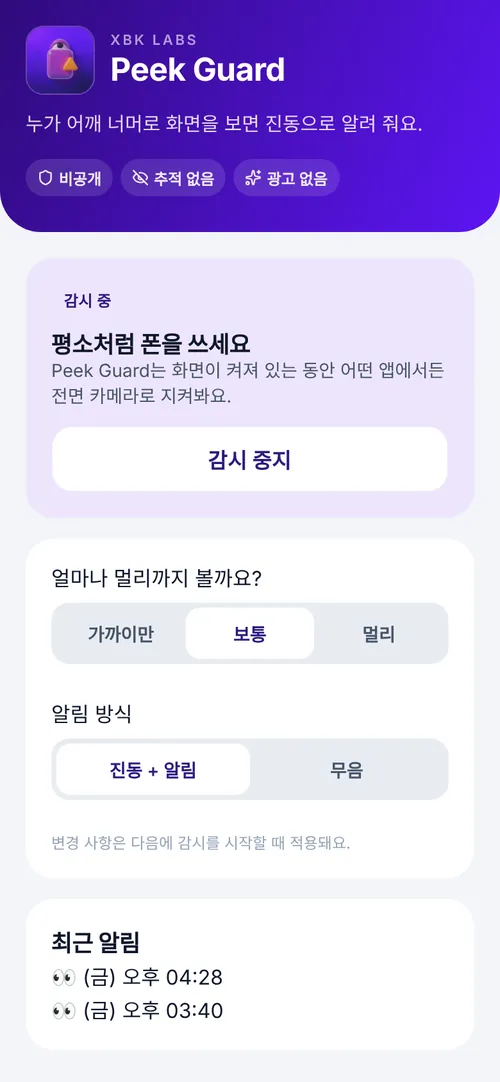 XBK LABS
Peek Guard
누가 어깨 너머로 화면을 보면 진동으로 알려 줘요.
비공개
추적 없음
광고 없음
감시 중
평소처럼 폰을 쓰세요
Peek Guard는 화면이 켜져 있는 동안 어떤 앱에서든
전면 카메라로 지켜봐요.
감시 중지
얼마나 멀리까지 볼까요?
가까이만
보통
멀리
알림 방식
진동 + 알림
무음
변경 사항은 다음에 감시를 시작할 때 적용돼요.
최근 알림
👀 (금) 오후 04:28
👀 (금) 오후 03:40